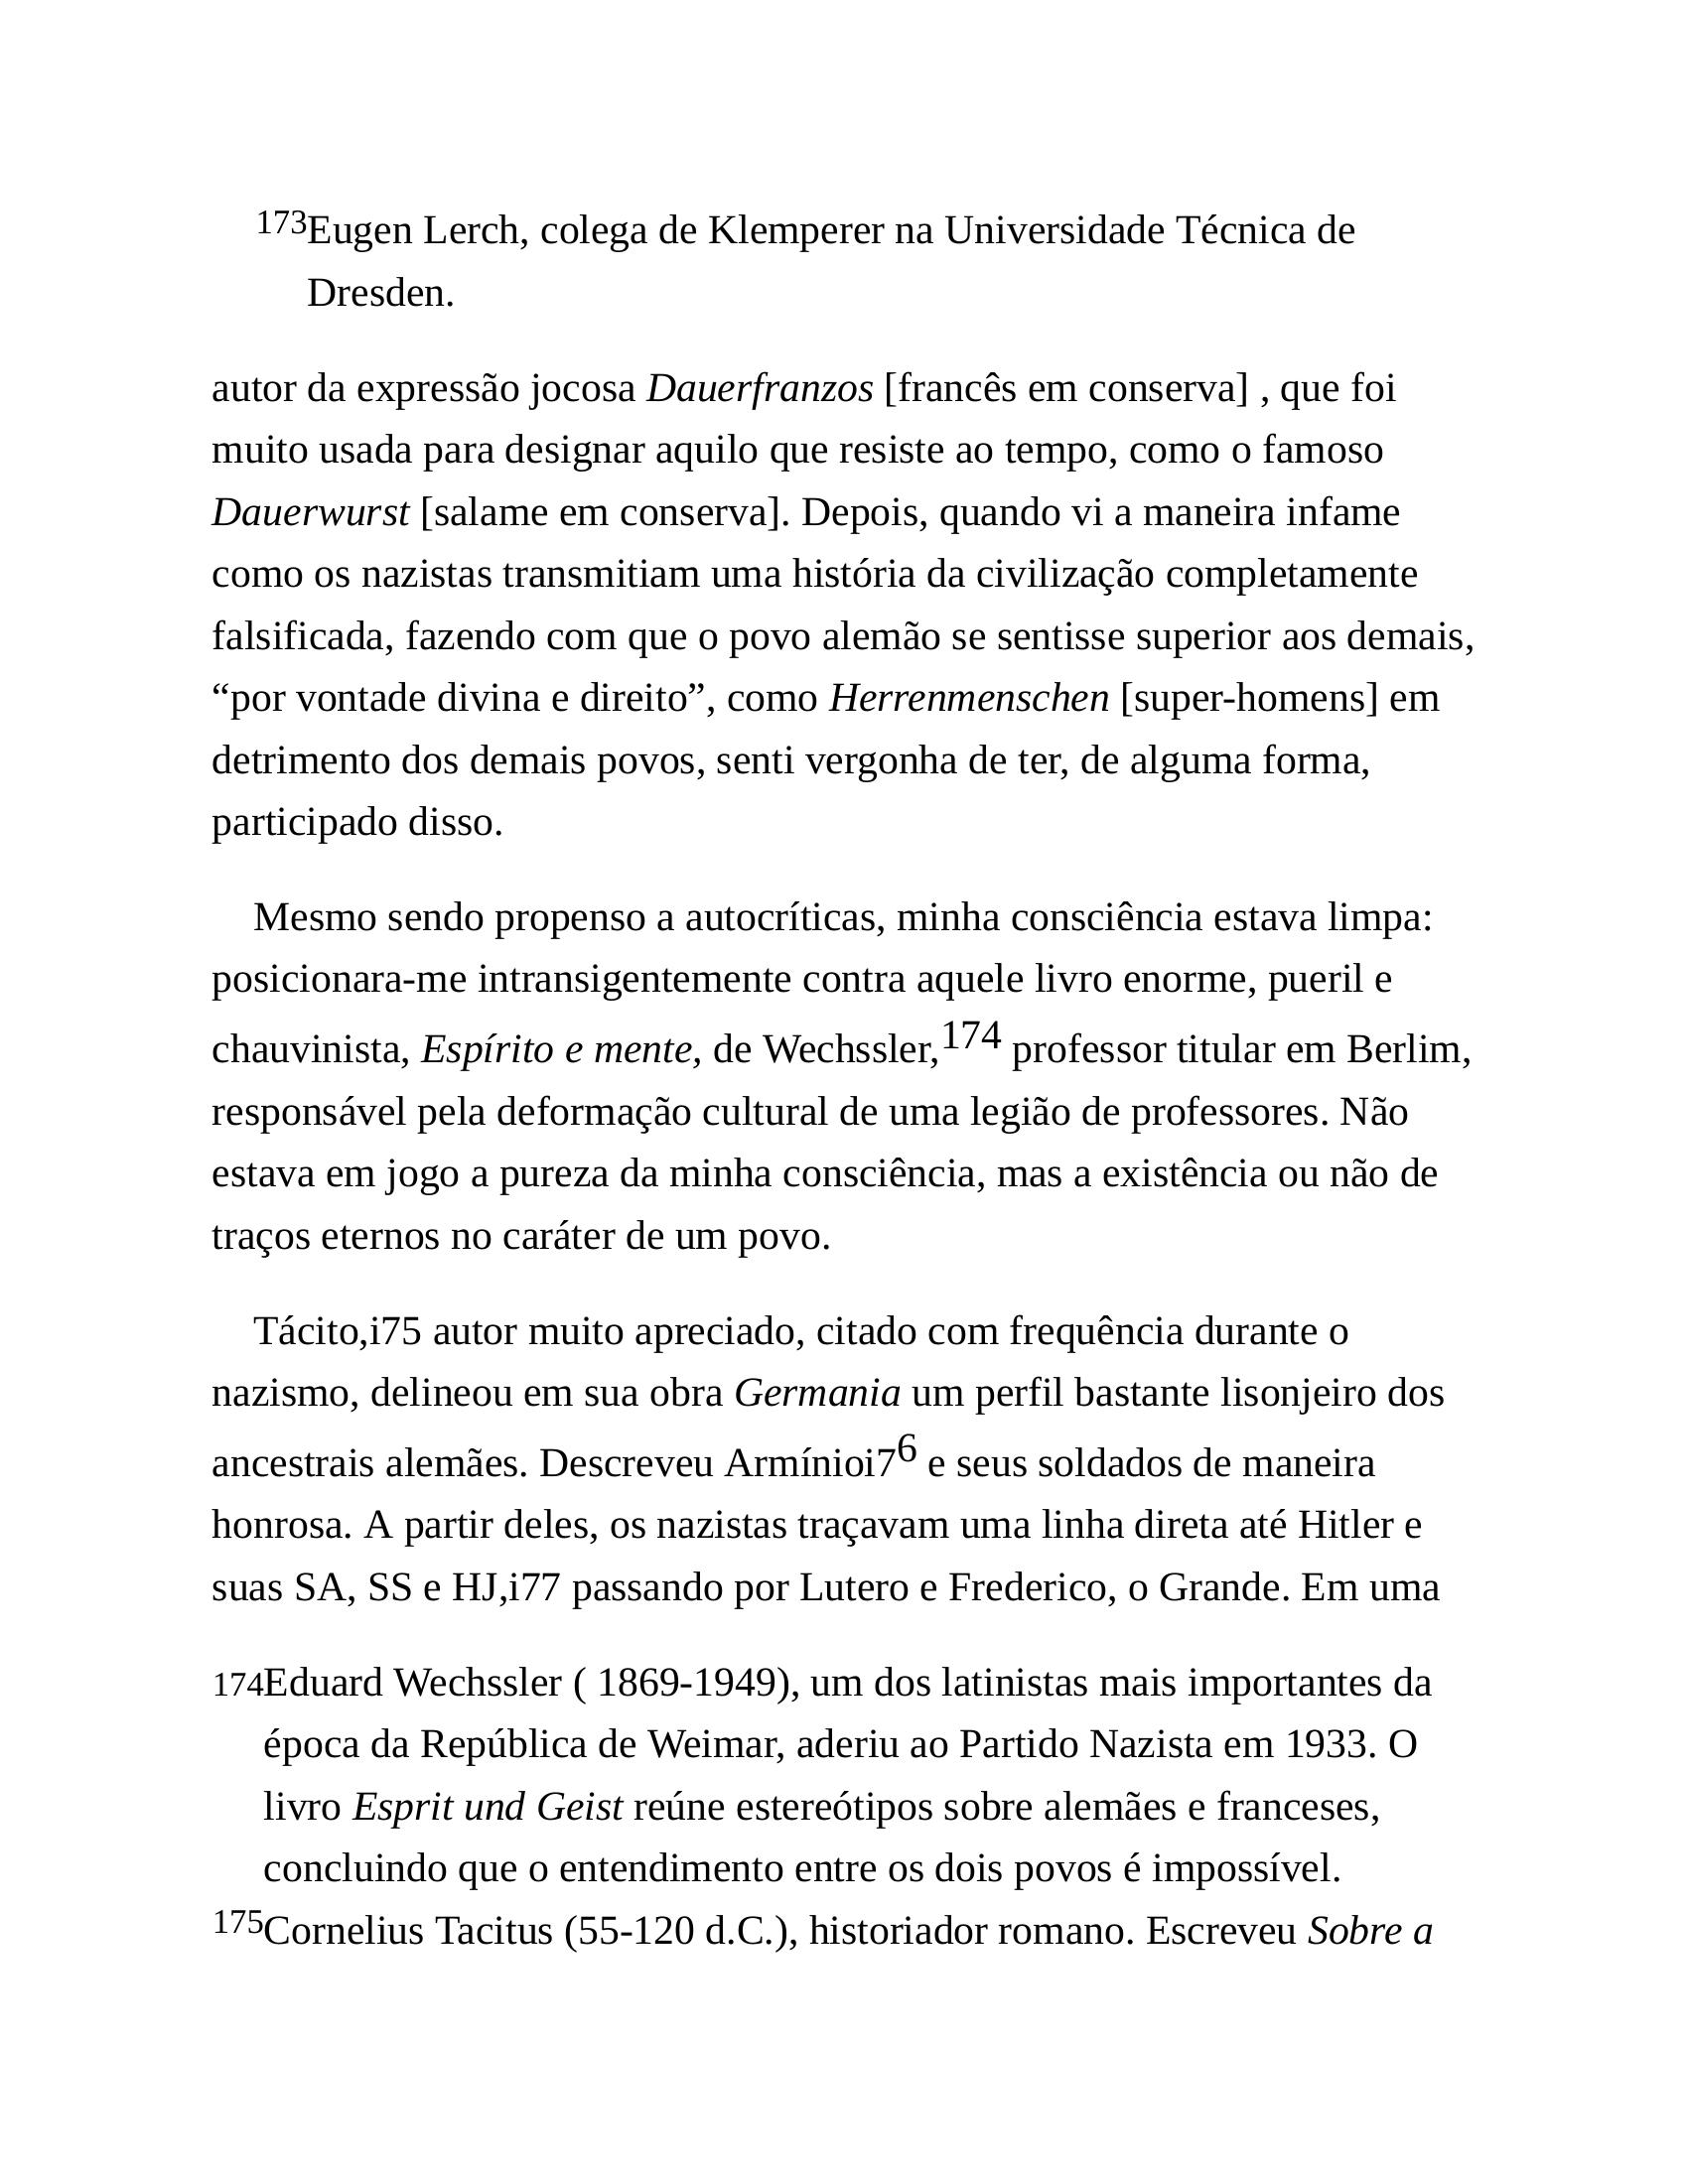 173Eugen Lerch, colega de Klemperer na Universidade Técnica de
Dresden.
autor da expressão jocosa Dauerfranzos [francês em conserva] , que foi
muito usada para designar aquilo que resiste ao tempo, como o famoso
Dauerwurst [salame em conserva]. Depois, quando vi a maneira infame
como os nazistas transmitiam uma história da civilização completamente
falsificada, fazendo com que o povo alemão se sentisse superior aos demais,
“por vontade divina e direito”, como Herrenmenschen [super-homens] em
detrimento dos demais povos, senti vergonha de ter, de alguma forma,
participado disso.
Mesmo sendo propenso a autocríticas, minha consciência estava limpa:
posicionara-me intransigentemente contra aquele livro enorme, pueril e
chauvinista, Espírito e mente, de Wechssler,174 professor titular em Berlim,
responsável pela deformação cultural de uma legião de professores. Não
estava em jogo a pureza da minha consciência, mas a existência ou não de
traços eternos no caráter de um povo.
Tácito,i75 autor muito apreciado, citado com frequência durante o
nazismo, delineou em sua obra Germania um perfil bastante lisonjeiro dos
ancestrais alemães. Descreveu Armínioi76 e seus soldados de maneira
honrosa. A partir deles, os nazistas traçavam uma linha direta até Hitler e
suas SA, SS e HJ,i77 passando por Lutero e Frederico, o Grande. Em uma
174Eduard Wechssler ( 1869-1949), um dos latinistas mais importantes da
época da República de Weimar, aderiu ao Partido Nazista em 1933. O
livro Esprit und Geist reúne estereótipos sobre alemães e franceses,
concluindo que o entendimento entre os dois povos é impossível.
175Cornelius Tacitus (55-120 d.C.), historiador romano. Escreveu Sobre a